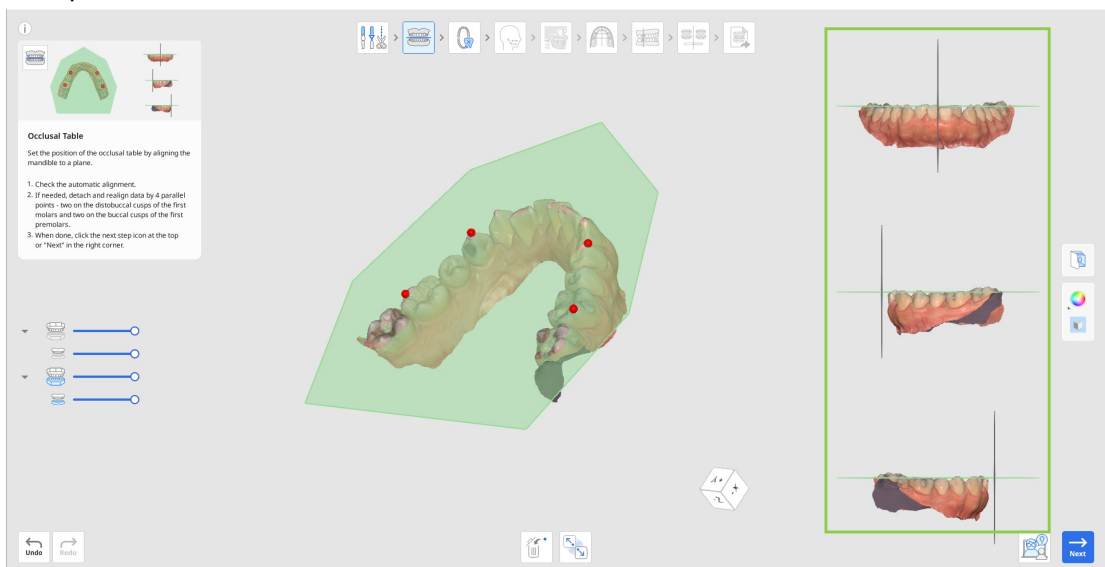 Occlusal Table
Set the position of the occlusal table by aligning the
mandible to a plane.
1. Check the automatic alignment.
2. If needed, detach and realign data by 4 parallel
points - two on the distobuccal cusps of the first
molars and two on the buccal cusps of the first
premolars.
3. When done, click the next step icon at the top
or "Next" in the right corner.
Undo
Redo
Next